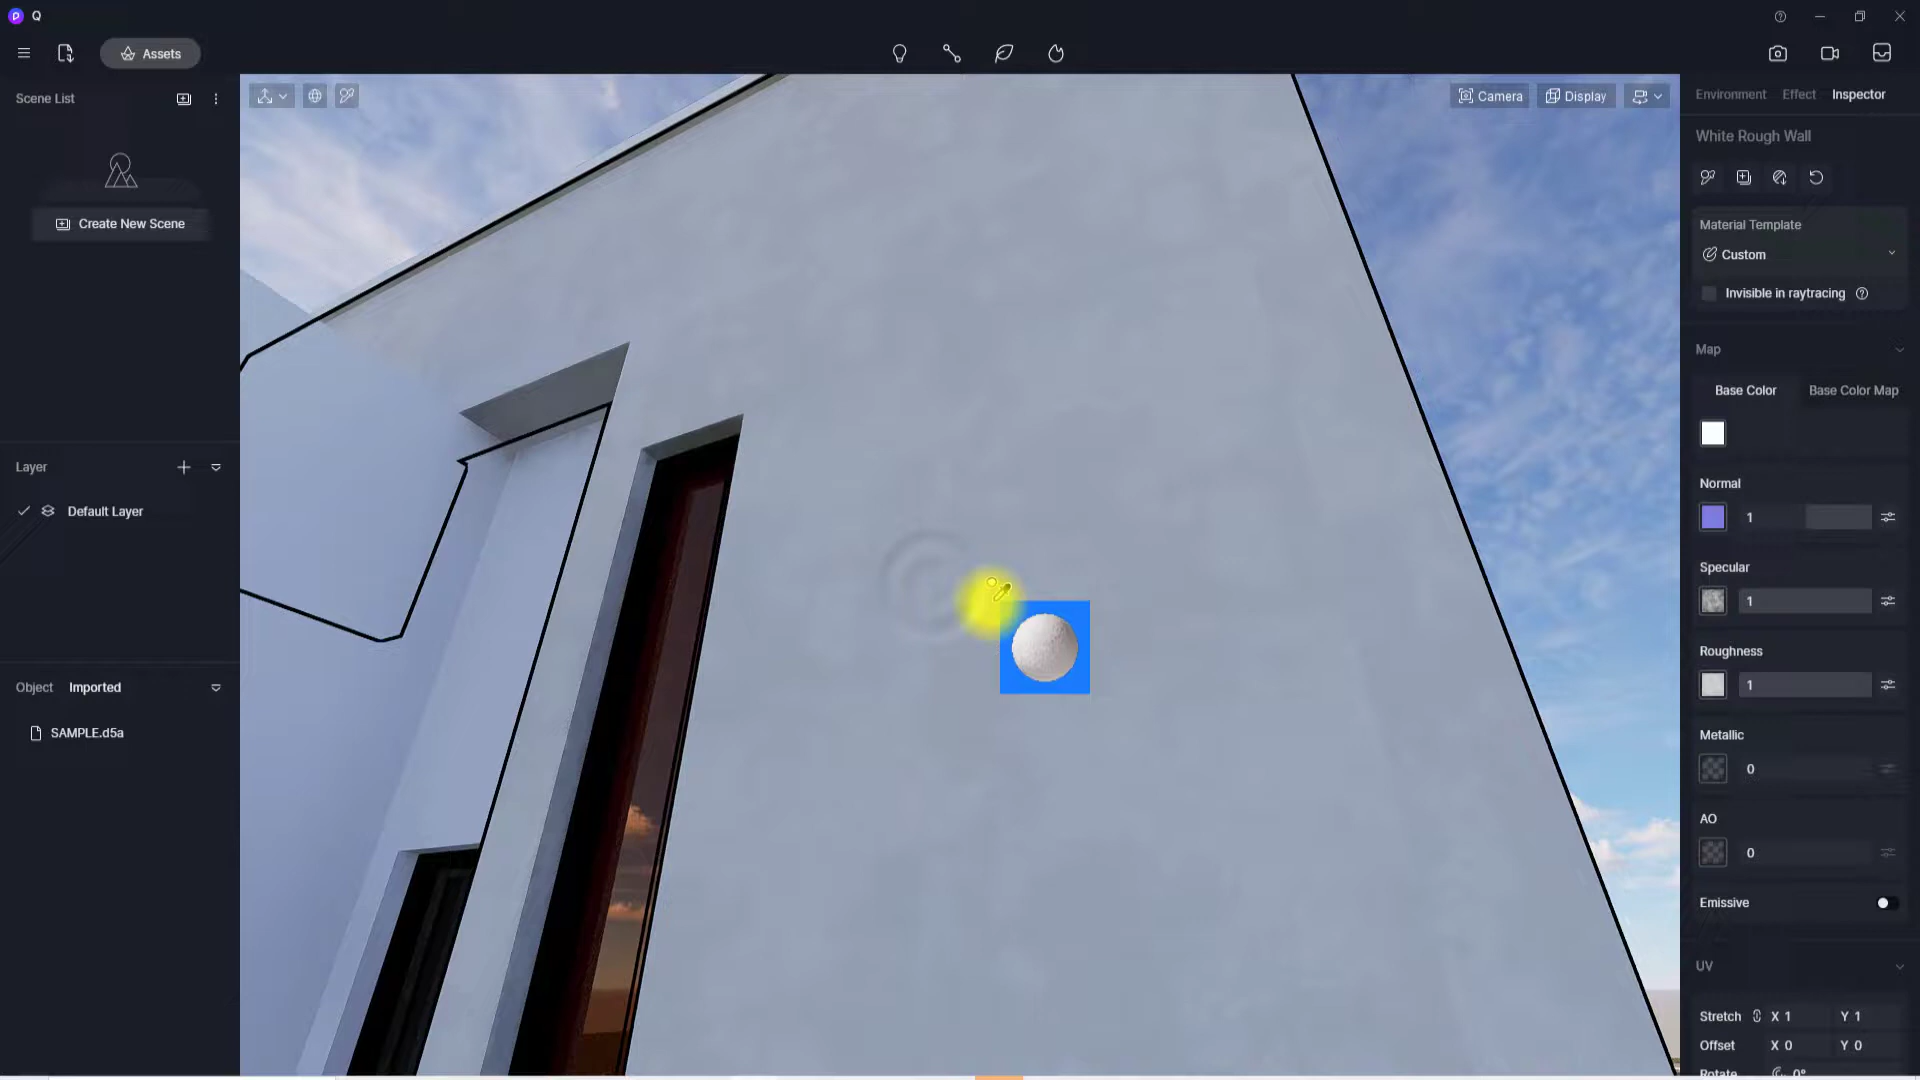 Q
Assets
Scene List
Create New Scene
Layer
Default Layer
Object Imported
SAMPLE.d5a
Camera Display
Environment Effect Inspector
White Rough Wall
Material Template
Custom
Invisible in raytracing
Map
Base Color Base Color Map
Normal
1
Specular
1
Roughness
1
Metallic
0
AO
0
Emissive
UV
Stretch X 1 Y 1
Offset X 0 Y 0
Rotate 0°